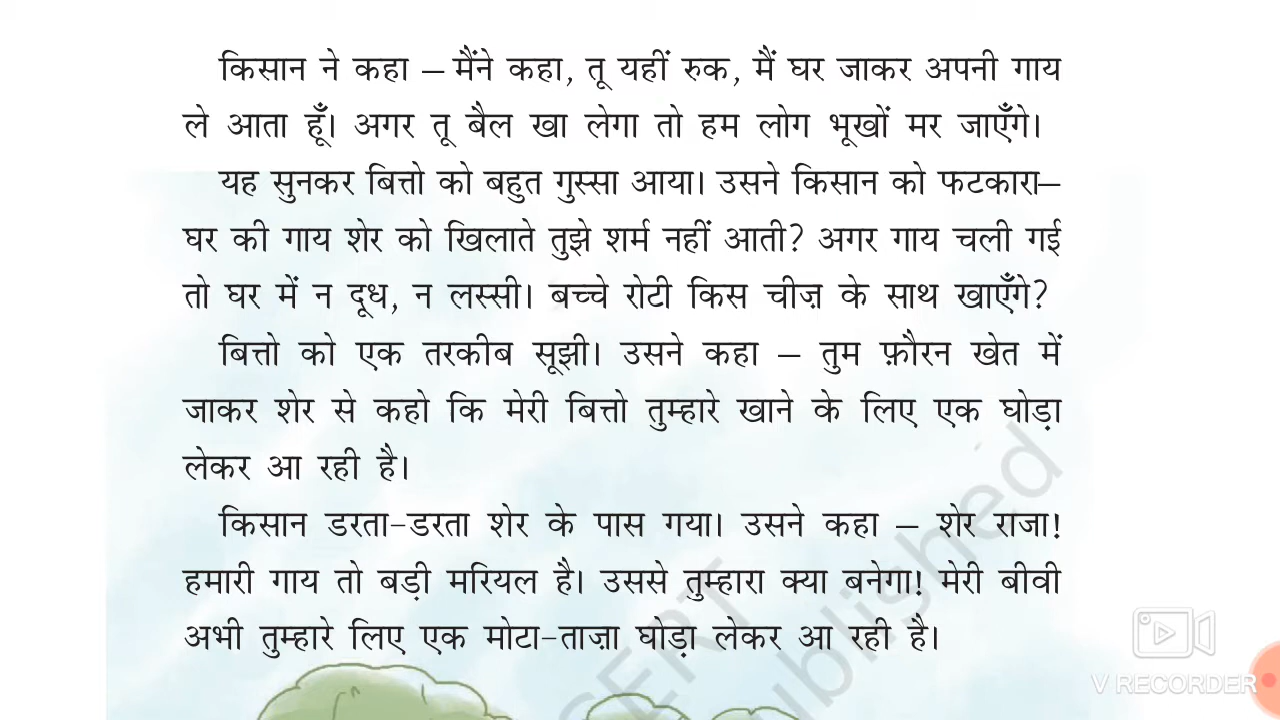 किसान ने कहा – मैंने कहा, तू यहीं रुक, मैं घर जाकर अपनी गाय
ले आता हूँ। अगर तू बैल खा लेगा तो हम लोग भूखों मर जाएँगे।
यह सुनकर बित्तो को बहुत गुस्सा आया। उसने किसान को फटकारा–
घर की गाय शेर को खिलाते तुझे शर्म नहीं आती? अगर गाय चली गई
तो घर में न दूध, न लस्सी। बच्चे रोटी किस चीज़ के साथ खाएँगे?
बित्तो को एक तरकीब सूझी। उसने कहा – तुम फ़ौरन खेत में
जाकर शेर से कहो कि मेरी बित्तो तुम्हारे खाने के लिए एक घोड़ा
लेकर आ रही है।
किसान डरता-डरता शेर के पास गया। उसने कहा – शेर राजा!
हमारी गाय तो बड़ी मरियल है। उससे तुम्हारा क्या बनेगा! मेरी बीवी
अभी तुम्हारे लिए एक मोटा-ताज़ा घोड़ा लेकर आ रही है।
V RECORDER